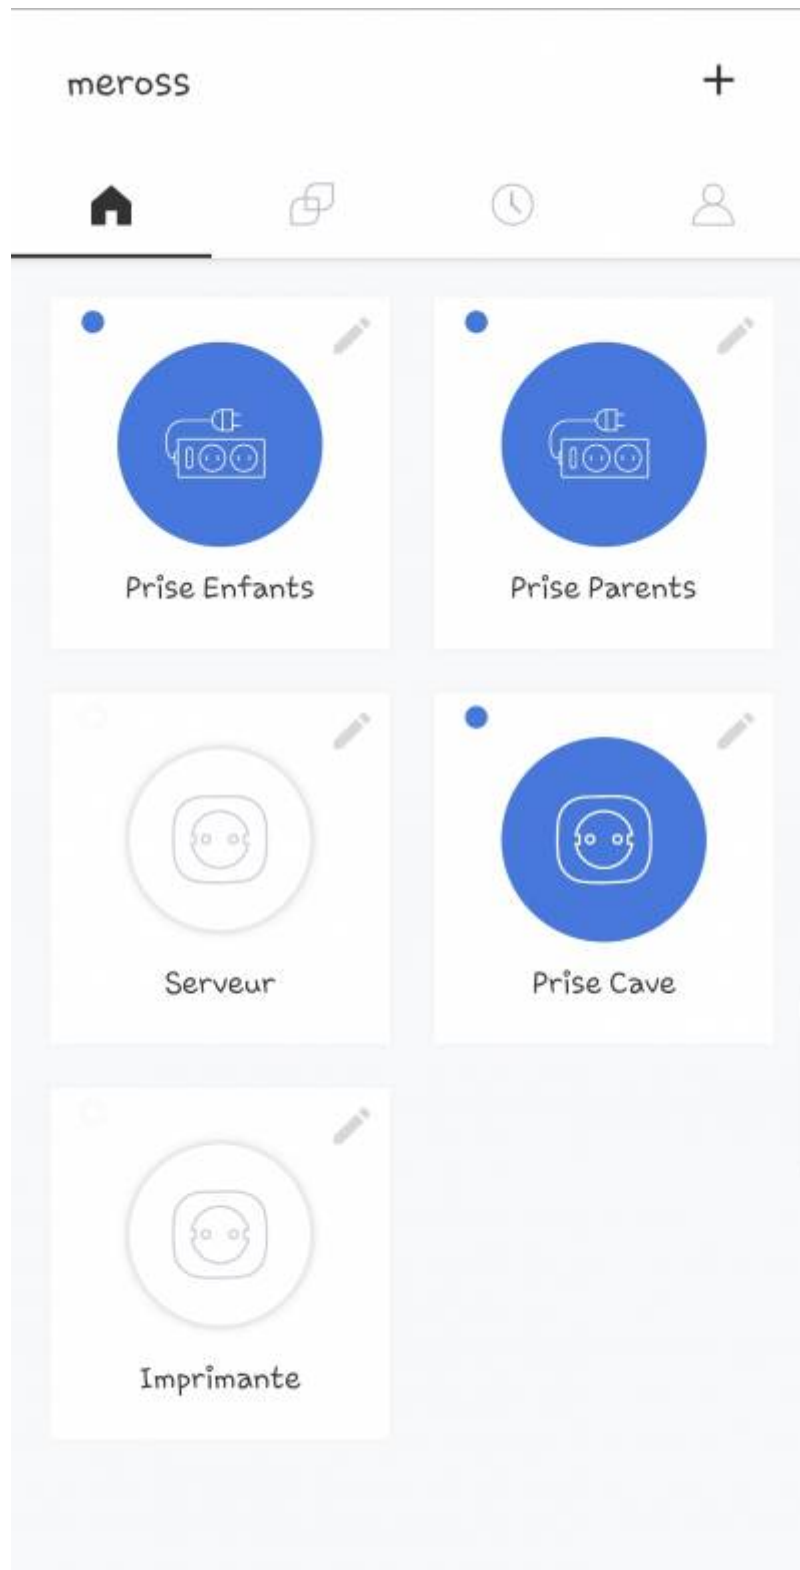 meross
Prise Enfants
Prise Parents
Serveur
Prise Cave
Imprimante